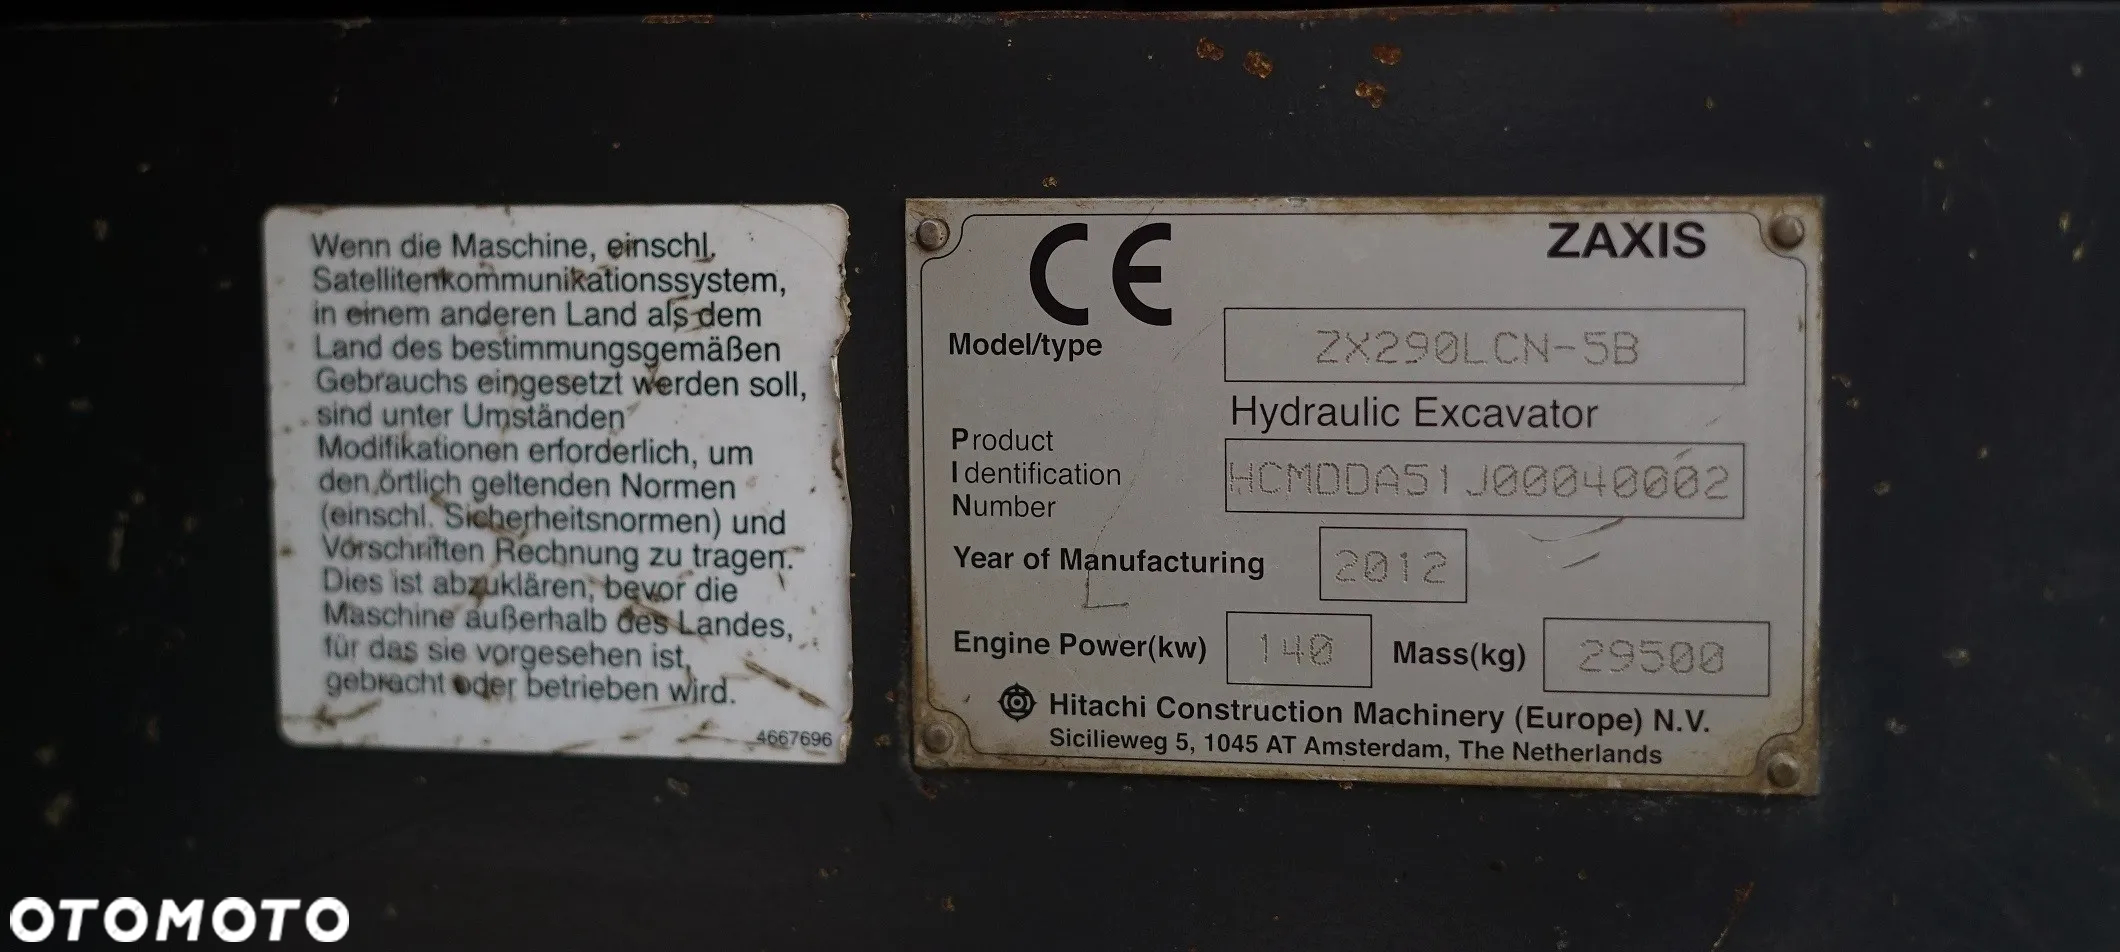 Wenn die Maschine, einschl.
Satellitenkommunikationssystem,
in einem anderen Land als dem
Land des bestimmungsgemäßen
Gebrauchs eingesetzt werden soll,
sind unter Umständen
Modifikationen erforderlich, um
den örtlich geltenden Normen
(einschl. Sicherheitsnormen) und
Vorschriften Rechnung zu tragen.
Dies ist abzuklären, bevor die
Maschine außerhalb des Landes,
für das sie vorgesehen ist,
gebracht oder betrieben wird.
4667696
CE
ZAXIS
Model/type ZX290LCN-5B
Hydraulic Excavator
Product
Identification HCMDDA51J00040002
Number
Year of Manufacturing 2012
Engine Power(kw) 140 Mass(kg) 29500
Hitachi Construction Machinery (Europe) N.V.
Sicilieweg 5, 1045 AT Amsterdam, The Netherlands
OTOMOTO